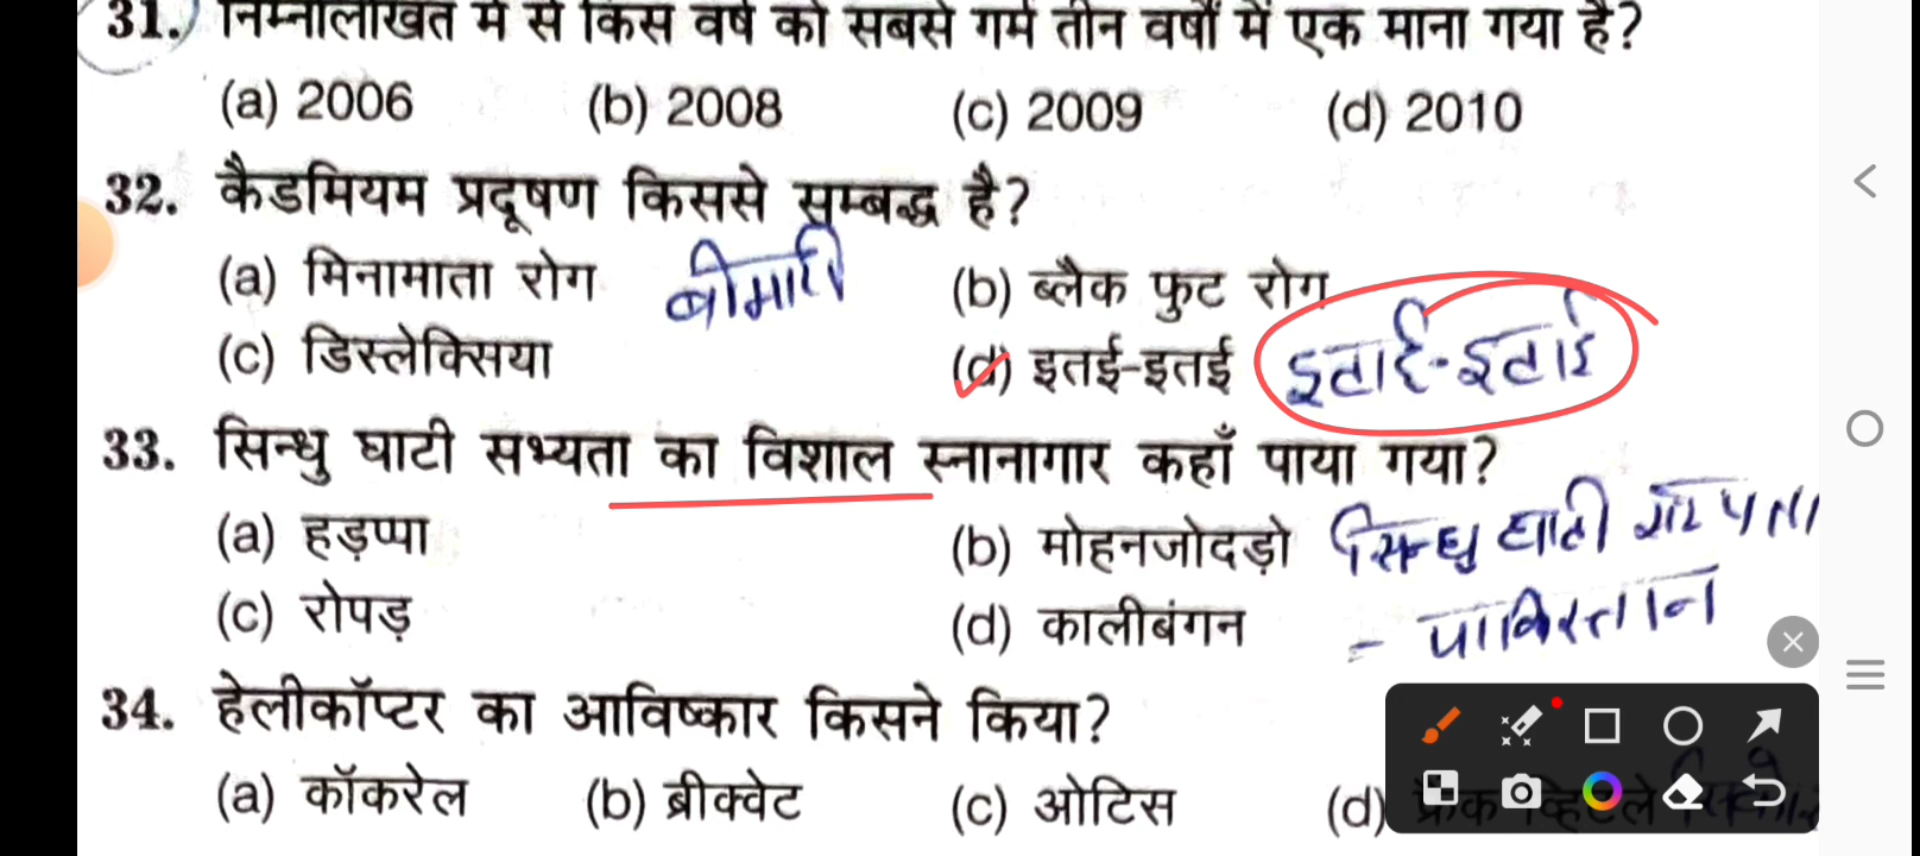 31. निम्नलिखित में से किस वर्ष को सबसे गर्म तीन वर्षों में एक माना गया है?
(a) 2006 (b) 2008 (c) 2009 (d) 2010
32. कैडमियम प्रदूषण किससे सम्बद्ध है?
बीमारी
(a) मिनामाता रोग (b) ब्लैक फुट रोग
(c) डिस्लेक्सिया (d) इतई-इतई इटाई-इटाई
33. सिन्धु घाटी सभ्यता का विशाल स्नानागार कहाँ पाया गया?
(a) हड़प्पा (b) मोहनजोदड़ो सिन्धु घाटी
(c) रोपड़ (d) कालीबंगन - पाकिस्तान
34. हेलीकॉप्टर का आविष्कार किसने किया?
(a) कॉकरेल (b) ब्रीक्वेट (c) ओटिस (d)